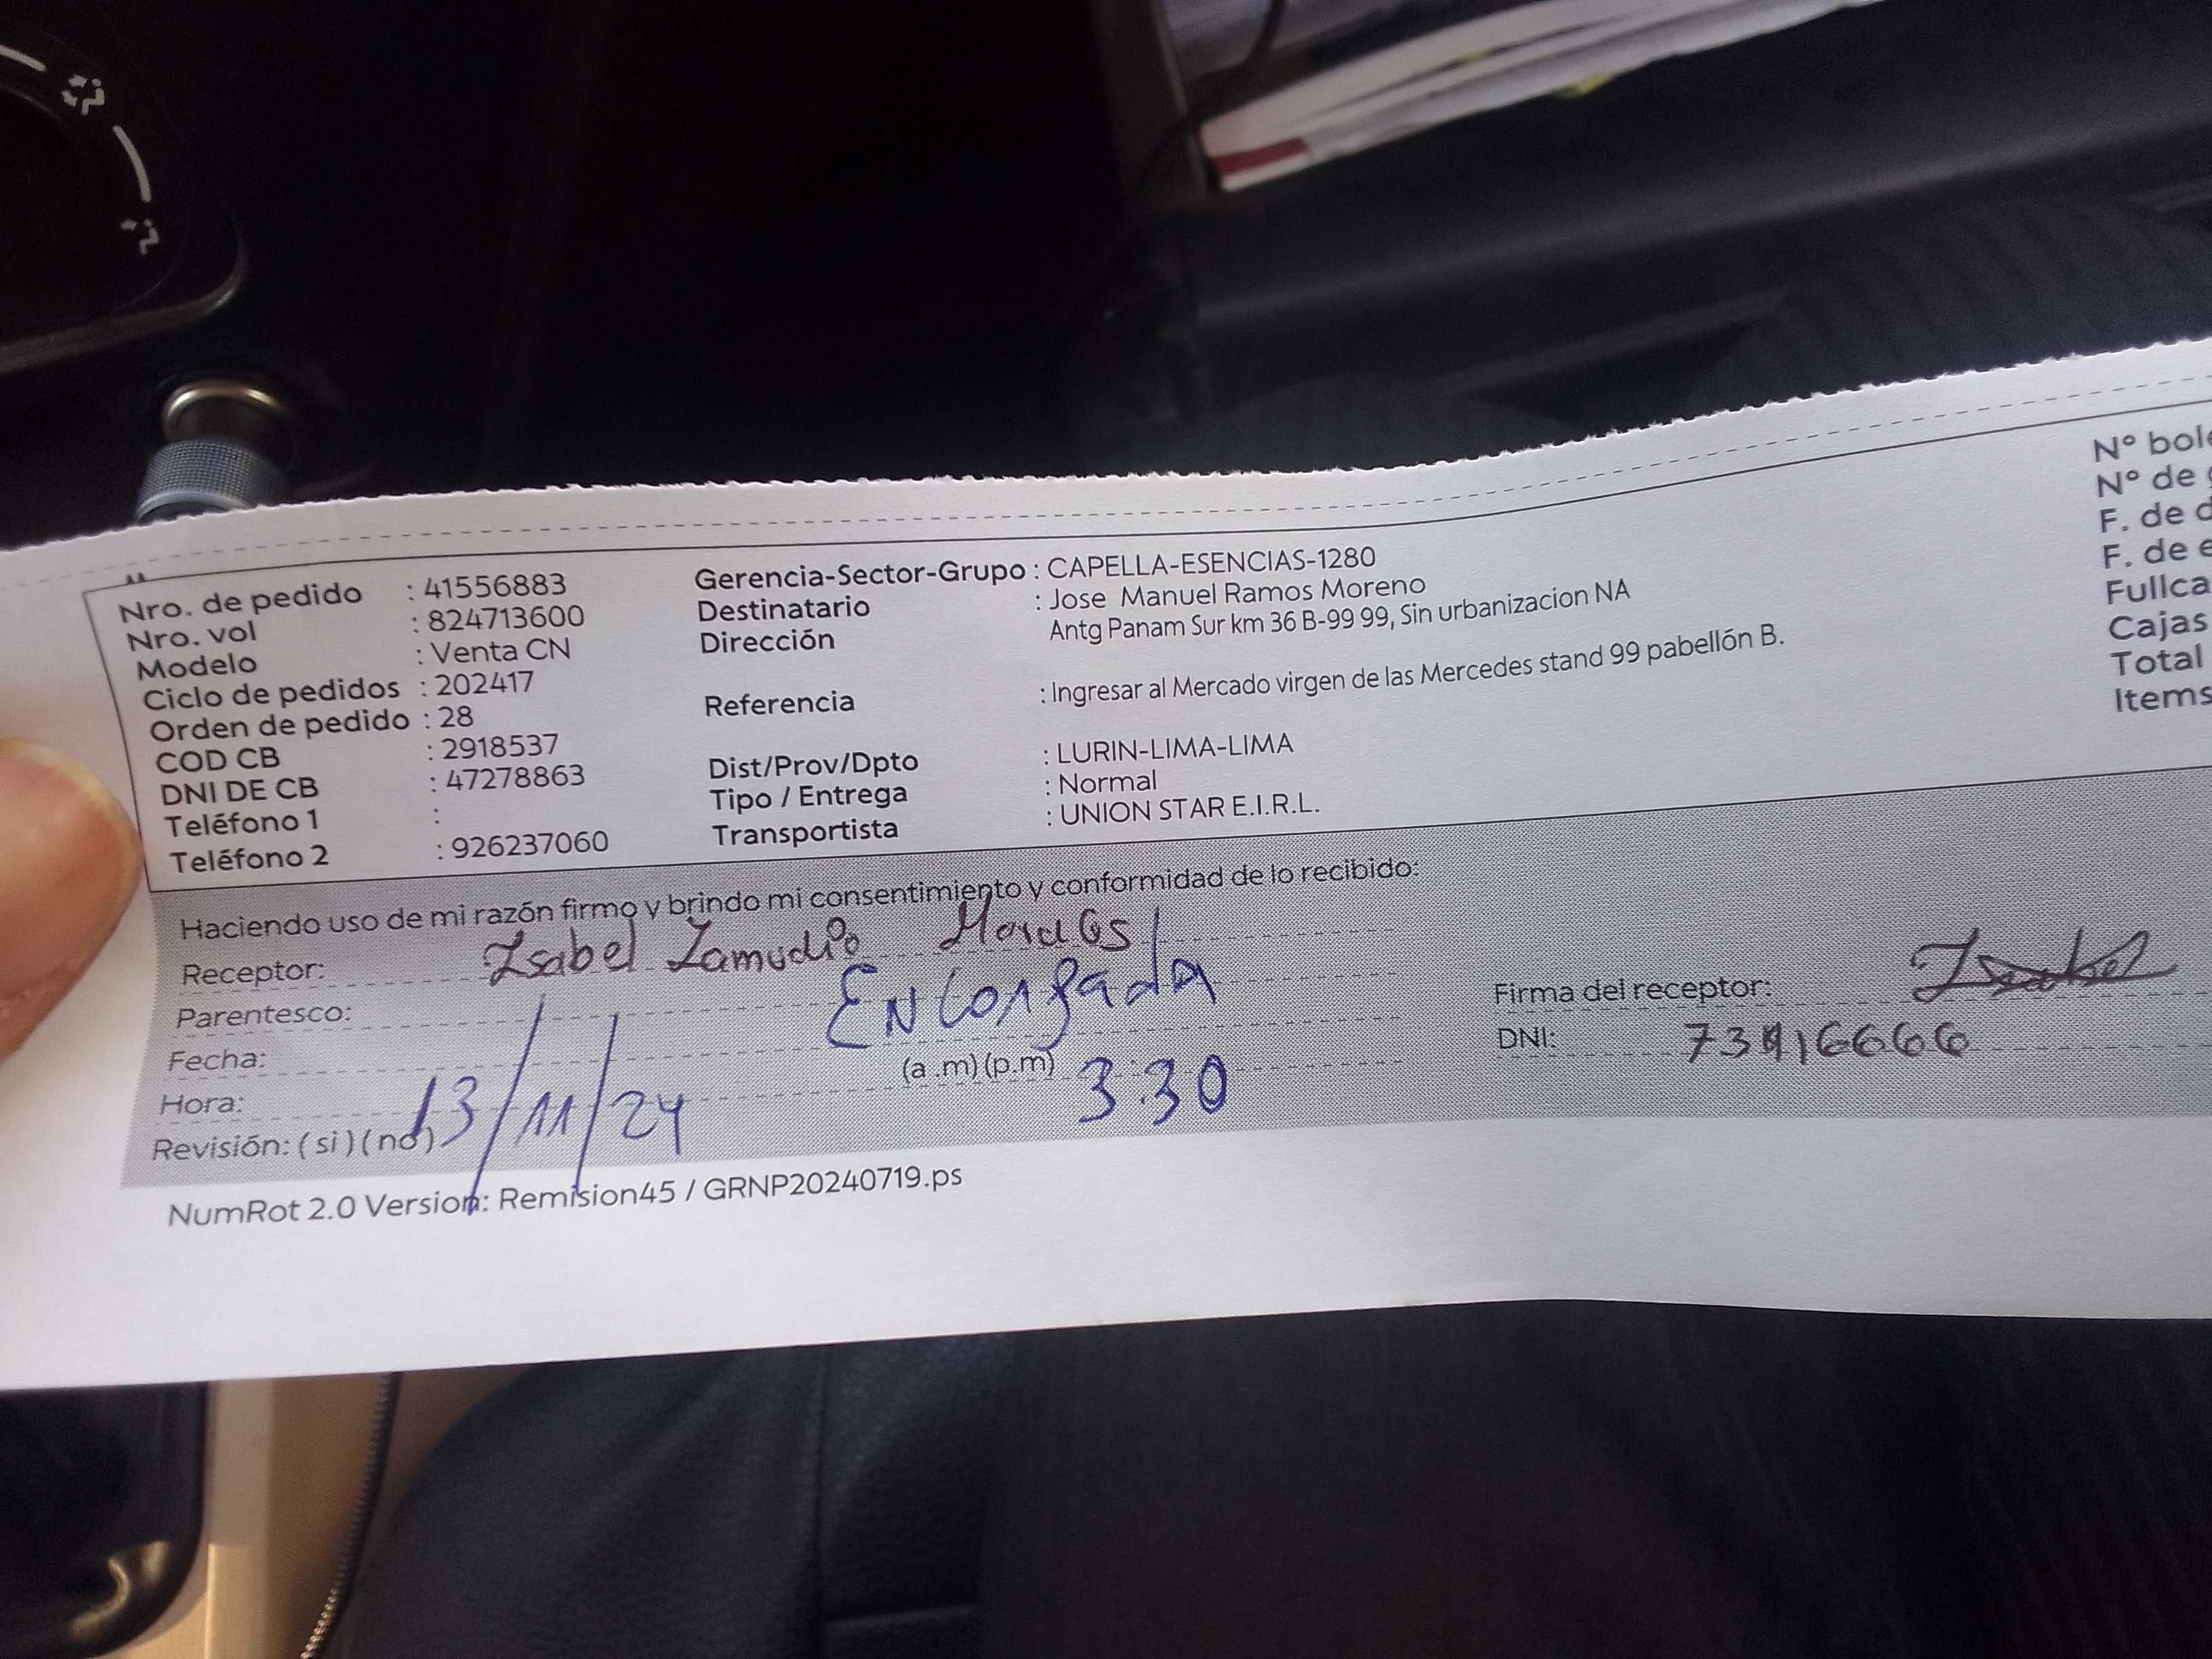 Nro. de pedido : 41556883
Nro. vol : 824713600
Modelo : Venta CN
Ciclo de pedidos : 202417
Orden de pedido : 28
COD CB : 2918537
DNI DE CB : 47278863
Teléfono 1 :
Teléfono 2 : 926237060
Gerencia-Sector-Grupo : CAPELLA-ESENCIAS-1280
Destinatario : Jose Manuel Ramos Moreno
Dirección Antg Panam Sur km 36 B-99 99, Sin urbanizacion NA
Referencia : Ingresar al Mercado virgen de las Mercedes stand 99 pabellón B.
Dist/Prov/Dpto : LURIN-LIMA-LIMA
Tipo / Entrega : Normal
Transportista : UNION STAR E.I.R.L.
Nº bol
Nº de
F. de
F. de e
Fullca
Cajas
Total
Items
Haciendo uso de mi razón firmo y brindo mi consentimiento y conformidad de lo recibido:
Receptor: Isabel Zamudio
Parentesco:
Fecha:
Hora: (a.m)(p.m) 3:30
Revisión: (si)(no) 13/11/24
Firma del receptor: Isabel
DNI:
NumRot 2.0 Version: Remision45 / GRNP20240719.ps